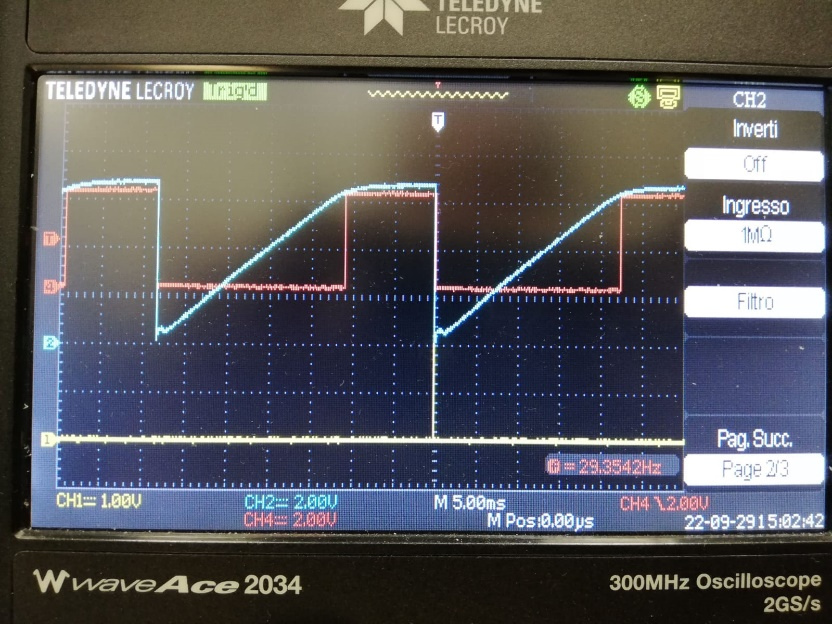 TELEDYNE
LECROY
TELEDYNE LECROY Trig'd
T
S
CH2
Inverti
Off
Ingresso
1MΩ
Filtro
Pag. Succ.
Page 2/3
T
4
2
1
= 29.3542Hz
CH1 1.00V CH2 2.00V M 5.00ms CH4 2.00V
CH4 2.00V M Pos:0.00µs 22-09-29 15:02:42
W waveAce 2034
300MHz Oscilloscope
2GS/s